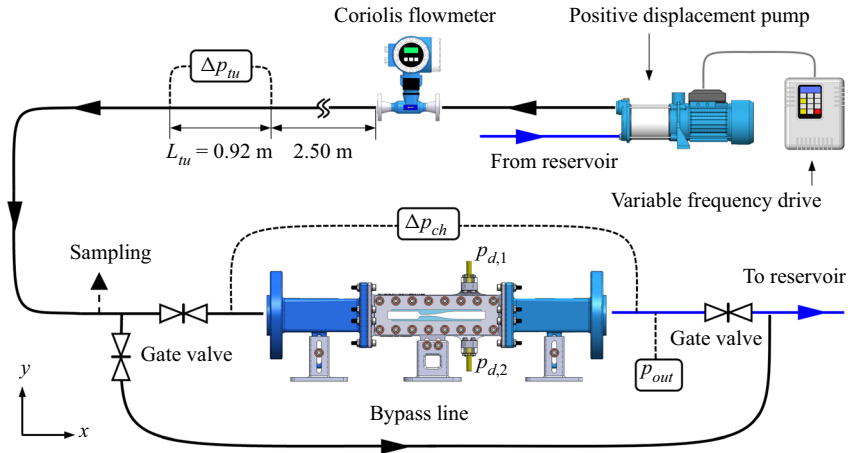 Coriolis flowmeter
Positive displacement pump
Δp_tu
L_tu = 0.92 m
2.50 m
From reservoir
Variable frequency drive
Δp_ch
Sampling
p_d,1
To reservoir
Gate valve
p_d,2
Gate valve
p_out
y
x
Bypass line